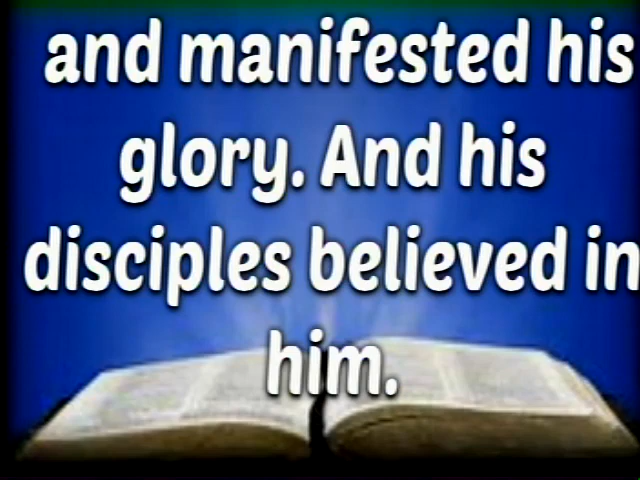 and manifested his
glory. And his
disciples believed in
him.